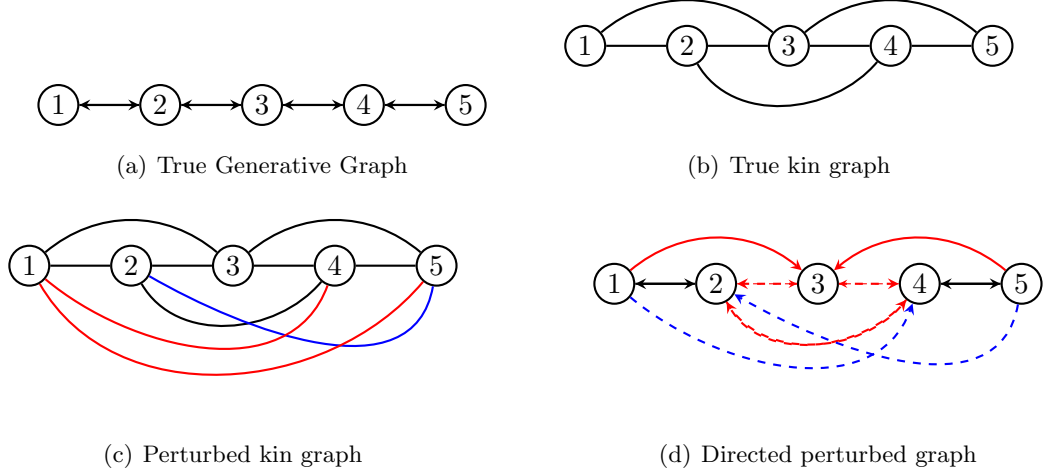 1 2 3 4 5
(a) True Generative Graph
1 2 3 4 5
(b) True kin graph
1 2 3 4 5
(c) Perturbed kin graph
1 2 3 4 5
(d) Directed perturbed graph